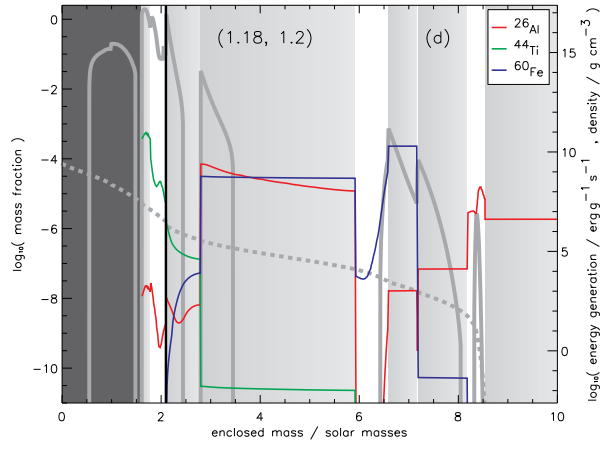 (1.18, 1.2)
(d)
²⁶Al
⁴⁴Ti
⁶⁰Fe
0
-2
-4
-6
-8
-10
log₁₀( mass fraction )
15
10
5
0
log₁₀( energy generation / erg g⁻¹ s⁻¹ , density / g cm⁻³ )
0 2 4 6 8 10
enclosed mass / solar masses